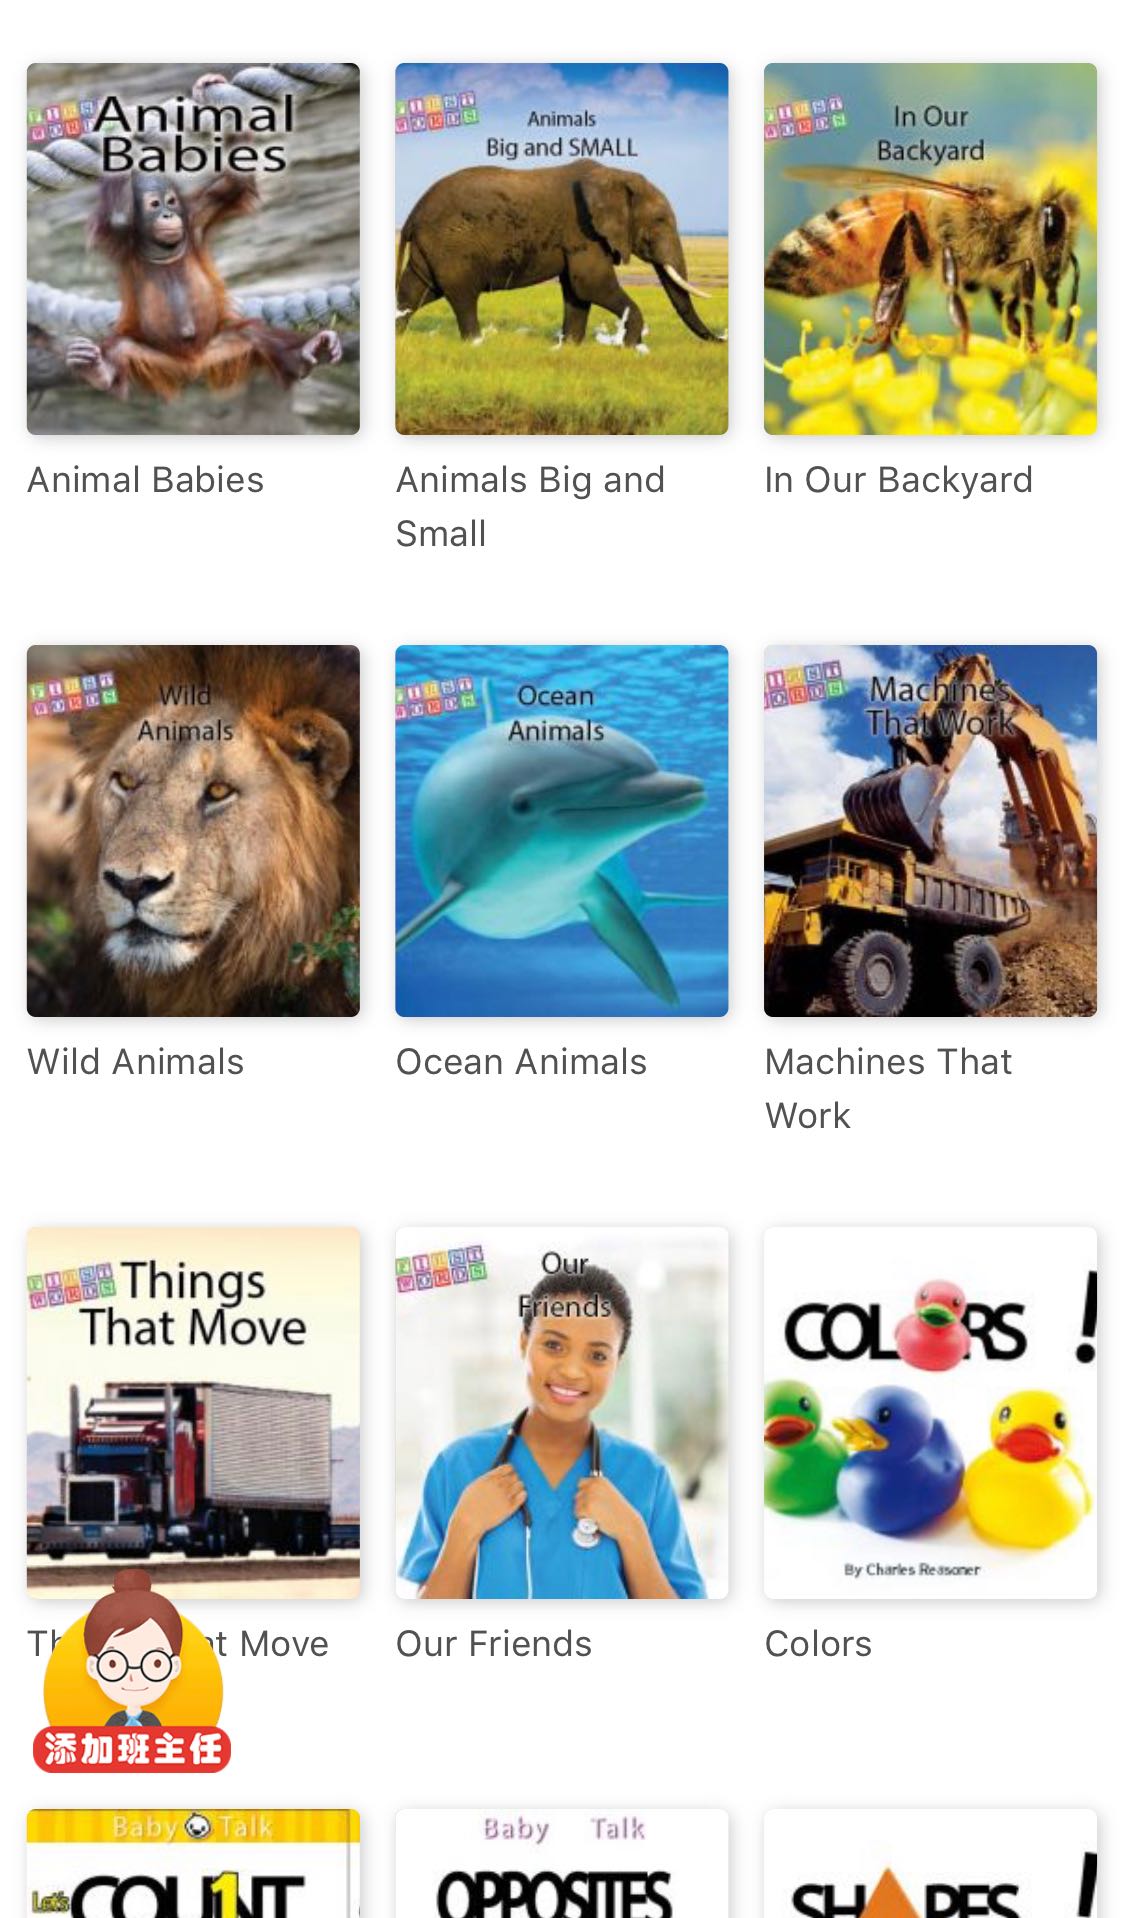 FIRST
WORDS
Animal
Babies
FIRST
WORDS
Animals
Big and SMALL
FIRST
WORDS
In Our
Backyard
Animal Babies
Animals Big and
Small
In Our Backyard
FIRST
WORDS
Wild
Animals
FIRST
WORDS
Ocean
Animals
FIRST
WORDS
Machines
That Work
Wild Animals
Ocean Animals
Machines That
Work
FIRST
WORDS
Things
That Move
FIRST
WORDS
Our
Friends
COLORS !
By Charles Reasoner
Move
Our Friends
Colors
添加班主任
Baby Talk
Let's COUNT
Baby Talk
OPPOSITES
SHAPES !